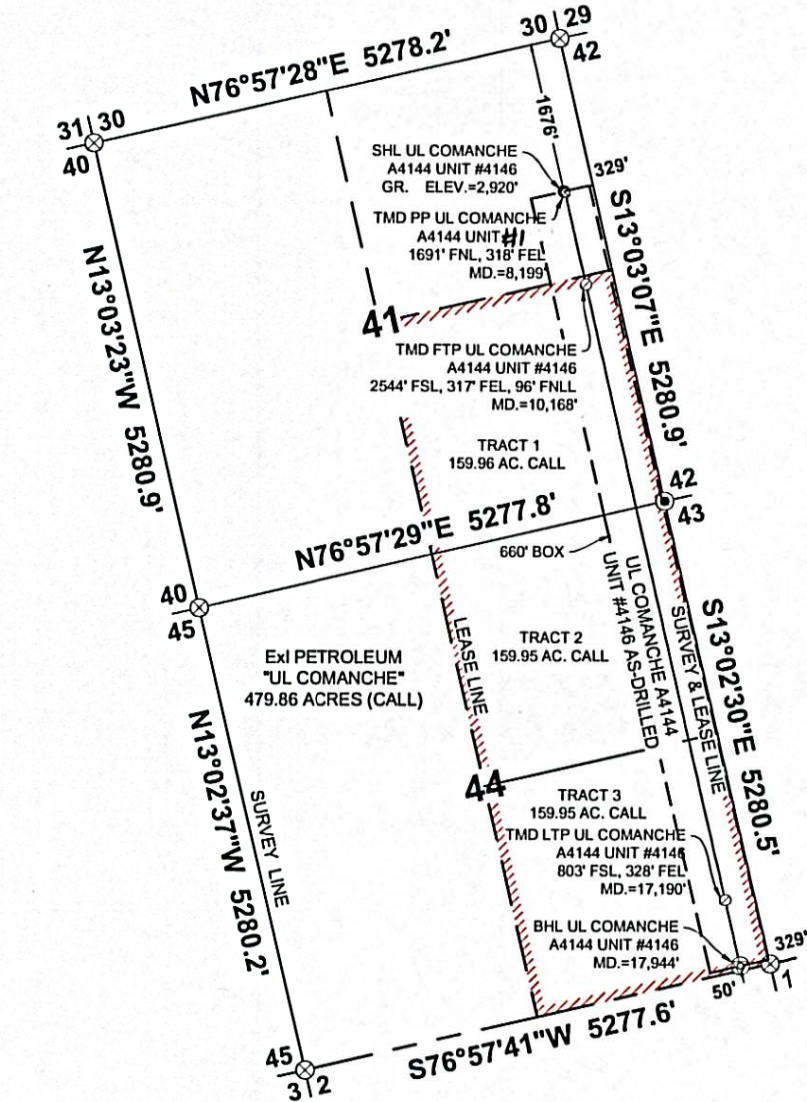 30 29
42
N76°57'28"E 5278.2'
31 30
40
1676'
SHL UL COMANCHE
A4144 UNIT #4146
GR. ELEV.=2,920'
329'
TMD PP UL COMANCHE
A4144 UNIT #1
1691' FNL, 318' FEL
MD.=8,199'
S13°03'07"E 5280.9'
N13°03'23"W 5280.9'
41
TMD FTP UL COMANCHE
A4144 UNIT #4146
2544' FSL, 317' FEL, 96' FNLL
MD.=10,168'
TRACT 1
159.96 AC. CALL
42
43
N76°57'29"E 5277.8'
660' BOX
40
45
UL COMANCHE A4144
UNIT #4146 AS-DRILLED
SURVEY & LEASE LINE
S13°02'30"E 5280.5'
LEASE LINE
TRACT 2
159.95 AC. CALL
ExI PETROLEUM
"UL COMANCHE"
479.86 ACRES (CALL)
N13°02'37"W 5280.2'
SURVEY LINE
44
TRACT 3
159.95 AC. CALL
TMD LTP UL COMANCHE
A4144 UNIT #4146
803' FSL, 328' FEL
MD.=17,190'
BHL UL COMANCHE
A4144 UNIT #4146
MD.=17,944'
329'
50'
1
S76°57'41"W 5277.6'
45
3 2